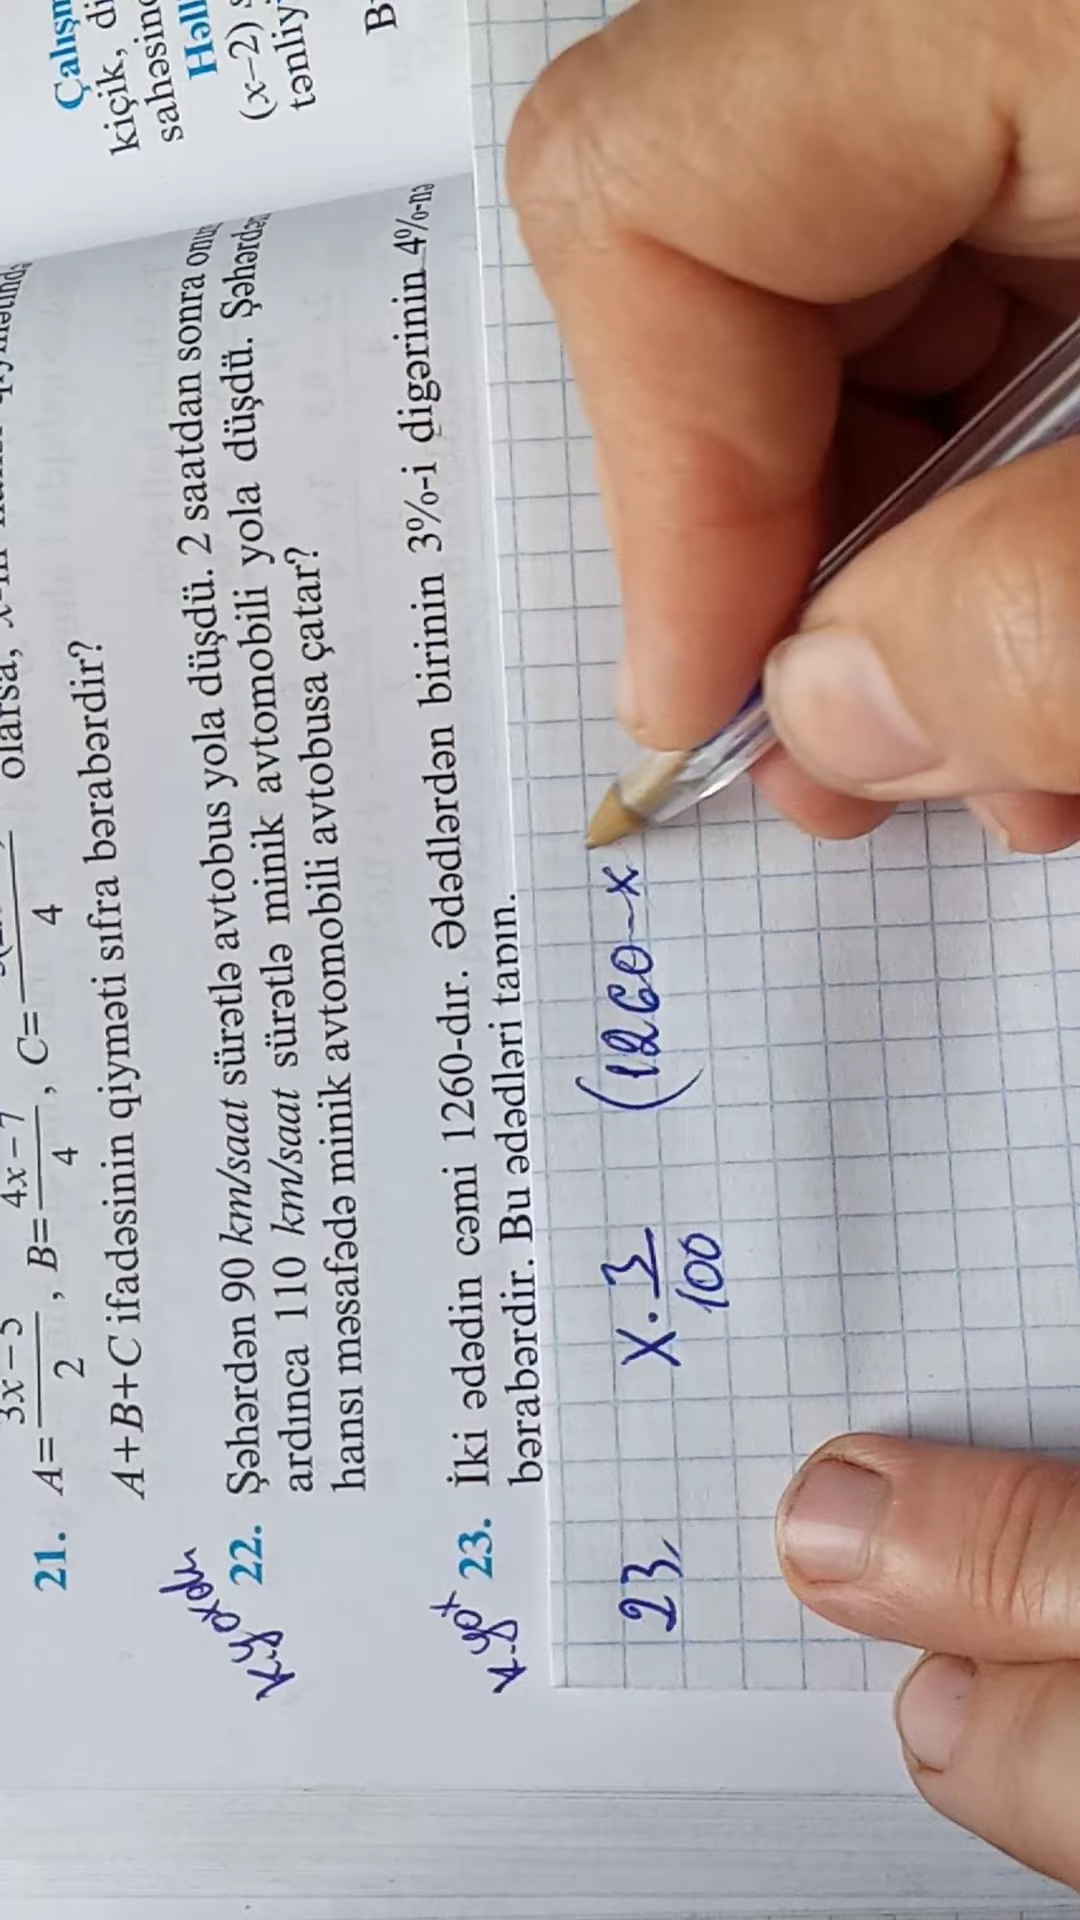 Çalışm
kiçik, di
sahəsind
Həll
(x–2) s
tənliy
B
21. A= 3x – 5 / 2 , B= 4x – 7 / 4 , C= / 4 olarsa,
A+B+C ifadəsinin qiyməti sıfra bərabərdir?
22. Şəhərdən 90 km/saat sürətlə avtobus yola düşdü. 2 saatdan sonra onun
ardınca 110 km/saat sürətlə minik avtomobili yola düşdü. Şəhərdən
hansı məsafədə minik avtomobili avtobusa çatar?
23. İki ədədin cəmi 1260-dır. Ədədlərdən birinin 3%-i digərinin 4%-nə
bərabərdir. Bu ədədləri tapın.
23, x · 3/100 (1260–x